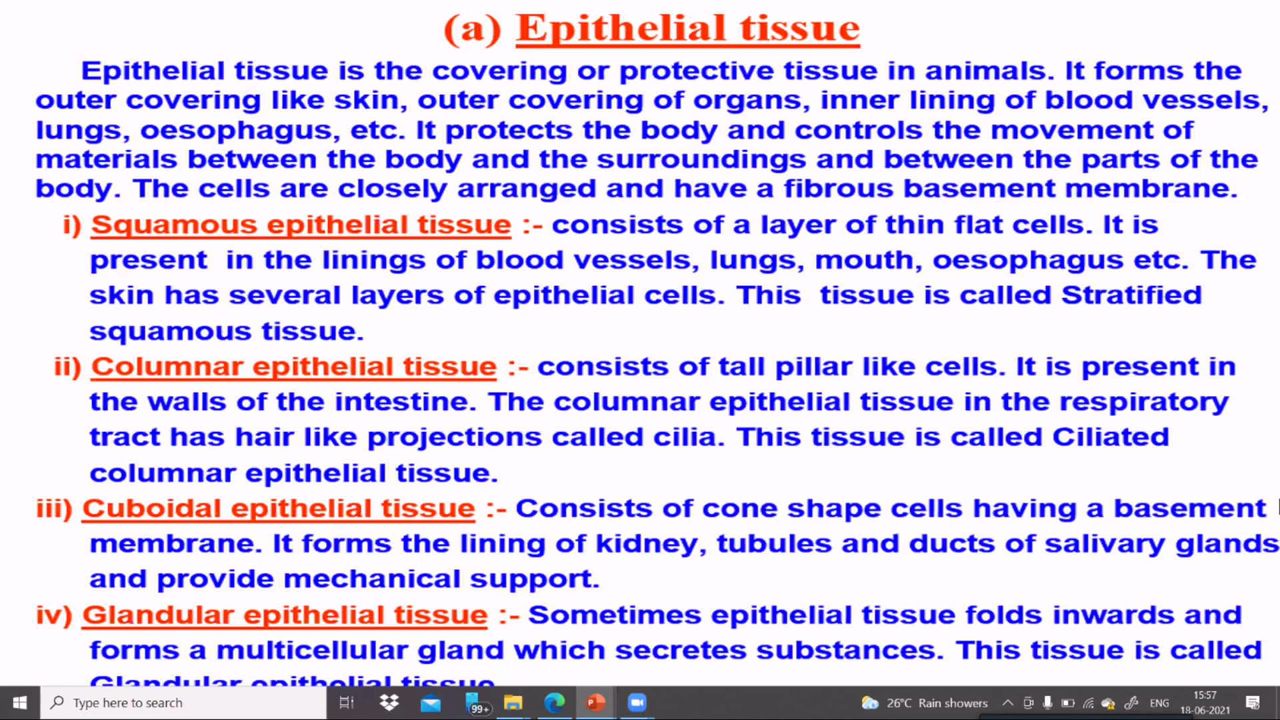 (a) Epithelial tissue
Epithelial tissue is the covering or protective tissue in animals. It forms the
outer covering like skin, outer covering of organs, inner lining of blood vessels,
lungs, oesophagus, etc. It protects the body and controls the movement of
materials between the body and the surroundings and between the parts of the
body. The cells are closely arranged and have a fibrous basement membrane.
i) Squamous epithelial tissue :- consists of a layer of thin flat cells. It is
present in the linings of blood vessels, lungs, mouth, oesophagus etc. The
skin has several layers of epithelial cells. This tissue is called Stratified
squamous tissue.
ii) Columnar epithelial tissue :- consists of tall pillar like cells. It is present in
the walls of the intestine. The columnar epithelial tissue in the respiratory
tract has hair like projections called cilia. This tissue is called Ciliated
columnar epithelial tissue.
iii) Cuboidal epithelial tissue :- Consists of cone shape cells having a basement
membrane. It forms the lining of kidney, tubules and ducts of salivary glands
and provide mechanical support.
iv) Glandular epithelial tissue :- Sometimes epithelial tissue folds inwards and
forms a multicellular gland which secretes substances. This tissue is called
Glandular epithelial tissue.
Type here to search
99+
26°C Rain showers
ENG
15:57
18-06-2021